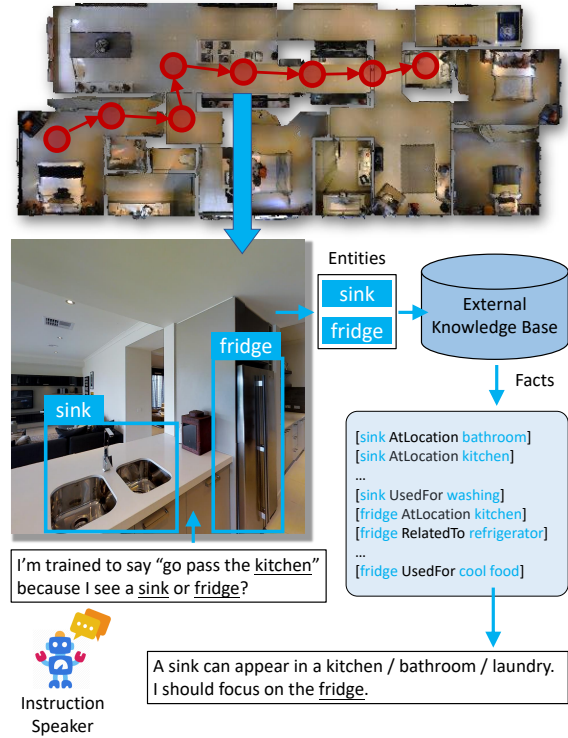 Entities
sink
fridge
External
Knowledge Base
fridge
sink
Facts
[sink AtLocation bathroom]
[sink AtLocation kitchen]
...
[sink UsedFor washing]
[fridge AtLocation kitchen]
[fridge RelatedTo refrigerator]
...
[fridge UsedFor cool food]
I'm trained to say “go pass the kitchen”
because I see a sink or fridge?
A sink can appear in a kitchen / bathroom / laundry.
I should focus on the fridge.
Instruction
Speaker